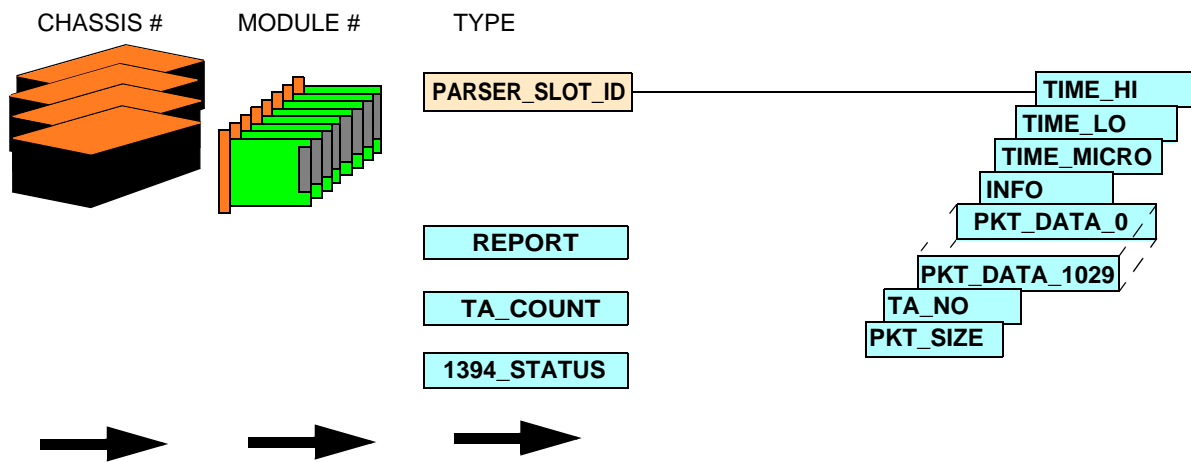 CHASSIS #
MODULE #
TYPE
PARSER_SLOT_ID
TIME_HI
TIME_LO
TIME_MICRO
INFO
PKT_DATA_0
PKT_DATA_1029
TA_NO
PKT_SIZE
REPORT
TA_COUNT
1394_STATUS